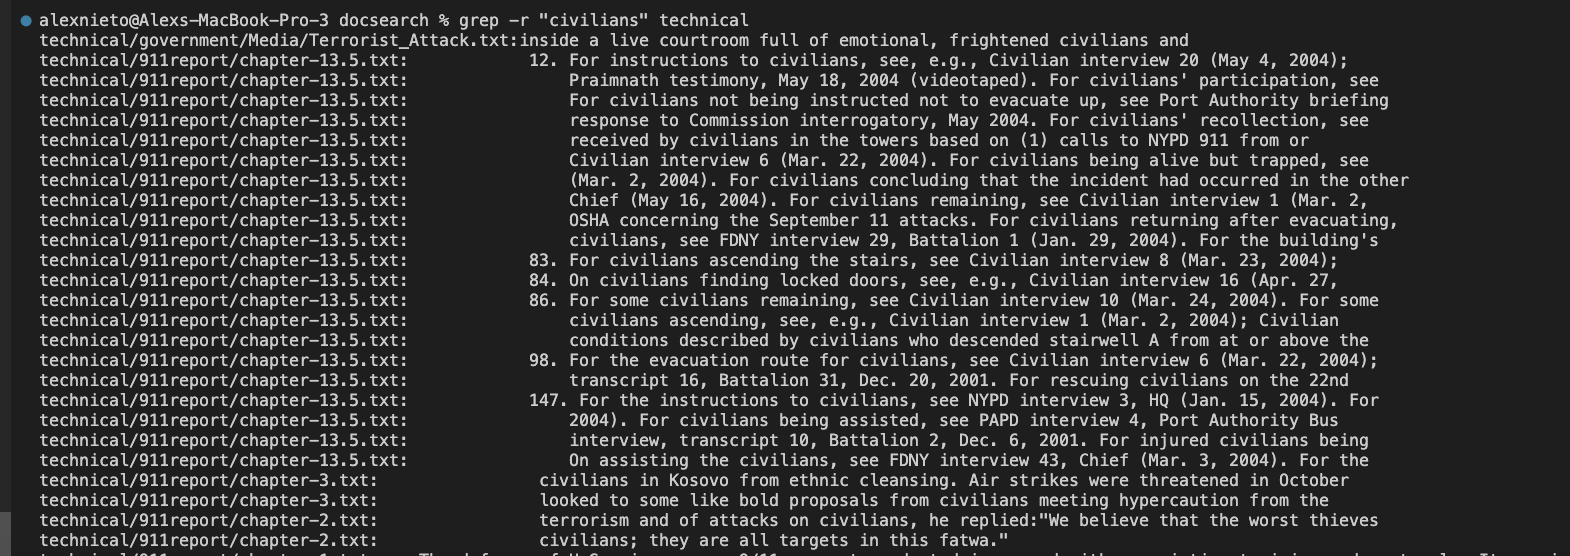 alexnieto@Alexs-MacBook-Pro-3 docsearch % grep -r "civilians" technical
technical/government/Media/Terrorist_Attack.txt:inside a live courtroom full of emotional, frightened civilians and
technical/911report/chapter-13.5.txt: 12. For instructions to civilians, see, e.g., Civilian interview 20 (May 4, 2004);
technical/911report/chapter-13.5.txt: Praimnath testimony, May 18, 2004 (videotaped). For civilians' participation, see
technical/911report/chapter-13.5.txt: For civilians not being instructed not to evacuate up, see Port Authority briefing
technical/911report/chapter-13.5.txt: response to Commission interrogatory, May 2004. For civilians' recollection, see
technical/911report/chapter-13.5.txt: received by civilians in the towers based on (1) calls to NYPD 911 from or
technical/911report/chapter-13.5.txt: Civilian interview 6 (Mar. 22, 2004). For civilians being alive but trapped, see
technical/911report/chapter-13.5.txt: (Mar. 2, 2004). For civilians concluding that the incident had occurred in the other
technical/911report/chapter-13.5.txt: Chief (May 16, 2004). For civilians remaining, see Civilian interview 1 (Mar. 2,
technical/911report/chapter-13.5.txt: OSHA concerning the September 11 attacks. For civilians returning after evacuating,
technical/911report/chapter-13.5.txt: civilians, see FDNY interview 29, Battalion 1 (Jan. 29, 2004). For the building's
technical/911report/chapter-13.5.txt: 83. For civilians ascending the stairs, see Civilian interview 8 (Mar. 23, 2004);
technical/911report/chapter-13.5.txt: 84. On civilians finding locked doors, see, e.g., Civilian interview 16 (Apr. 27,
technical/911report/chapter-13.5.txt: 86. For some civilians remaining, see Civilian interview 10 (Mar. 24, 2004). For some
technical/911report/chapter-13.5.txt: civilians ascending, see, e.g., Civilian interview 1 (Mar. 2, 2004); Civilian
technical/911report/chapter-13.5.txt: conditions described by civilians who descended stairwell A from at or above the
technical/911report/chapter-13.5.txt: 98. For the evacuation route for civilians, see Civilian interview 6 (Mar. 22, 2004);
technical/911report/chapter-13.5.txt: transcript 16, Battalion 31, Dec. 20, 2001. For rescuing civilians on the 22nd
technical/911report/chapter-13.5.txt: 147. For the instructions to civilians, see NYPD interview 3, HQ (Jan. 15, 2004). For
technical/911report/chapter-13.5.txt: 2004). For civilians being assisted, see PAPD interview 4, Port Authority Bus
technical/911report/chapter-13.5.txt: interview, transcript 10, Battalion 2, Dec. 6, 2001. For injured civilians being
technical/911report/chapter-13.5.txt: On assisting the civilians, see FDNY interview 43, Chief (Mar. 3, 2004). For the
technical/911report/chapter-3.txt: civilians in Kosovo from ethnic cleansing. Air strikes were threatened in October
technical/911report/chapter-3.txt: looked to some like bold proposals from civilians meeting hypercaution from the
technical/911report/chapter-2.txt: terrorism and of attacks on civilians, he replied:"We believe that the worst thieves
technical/911report/chapter-2.txt: civilians; they are all targets in this fatwa."